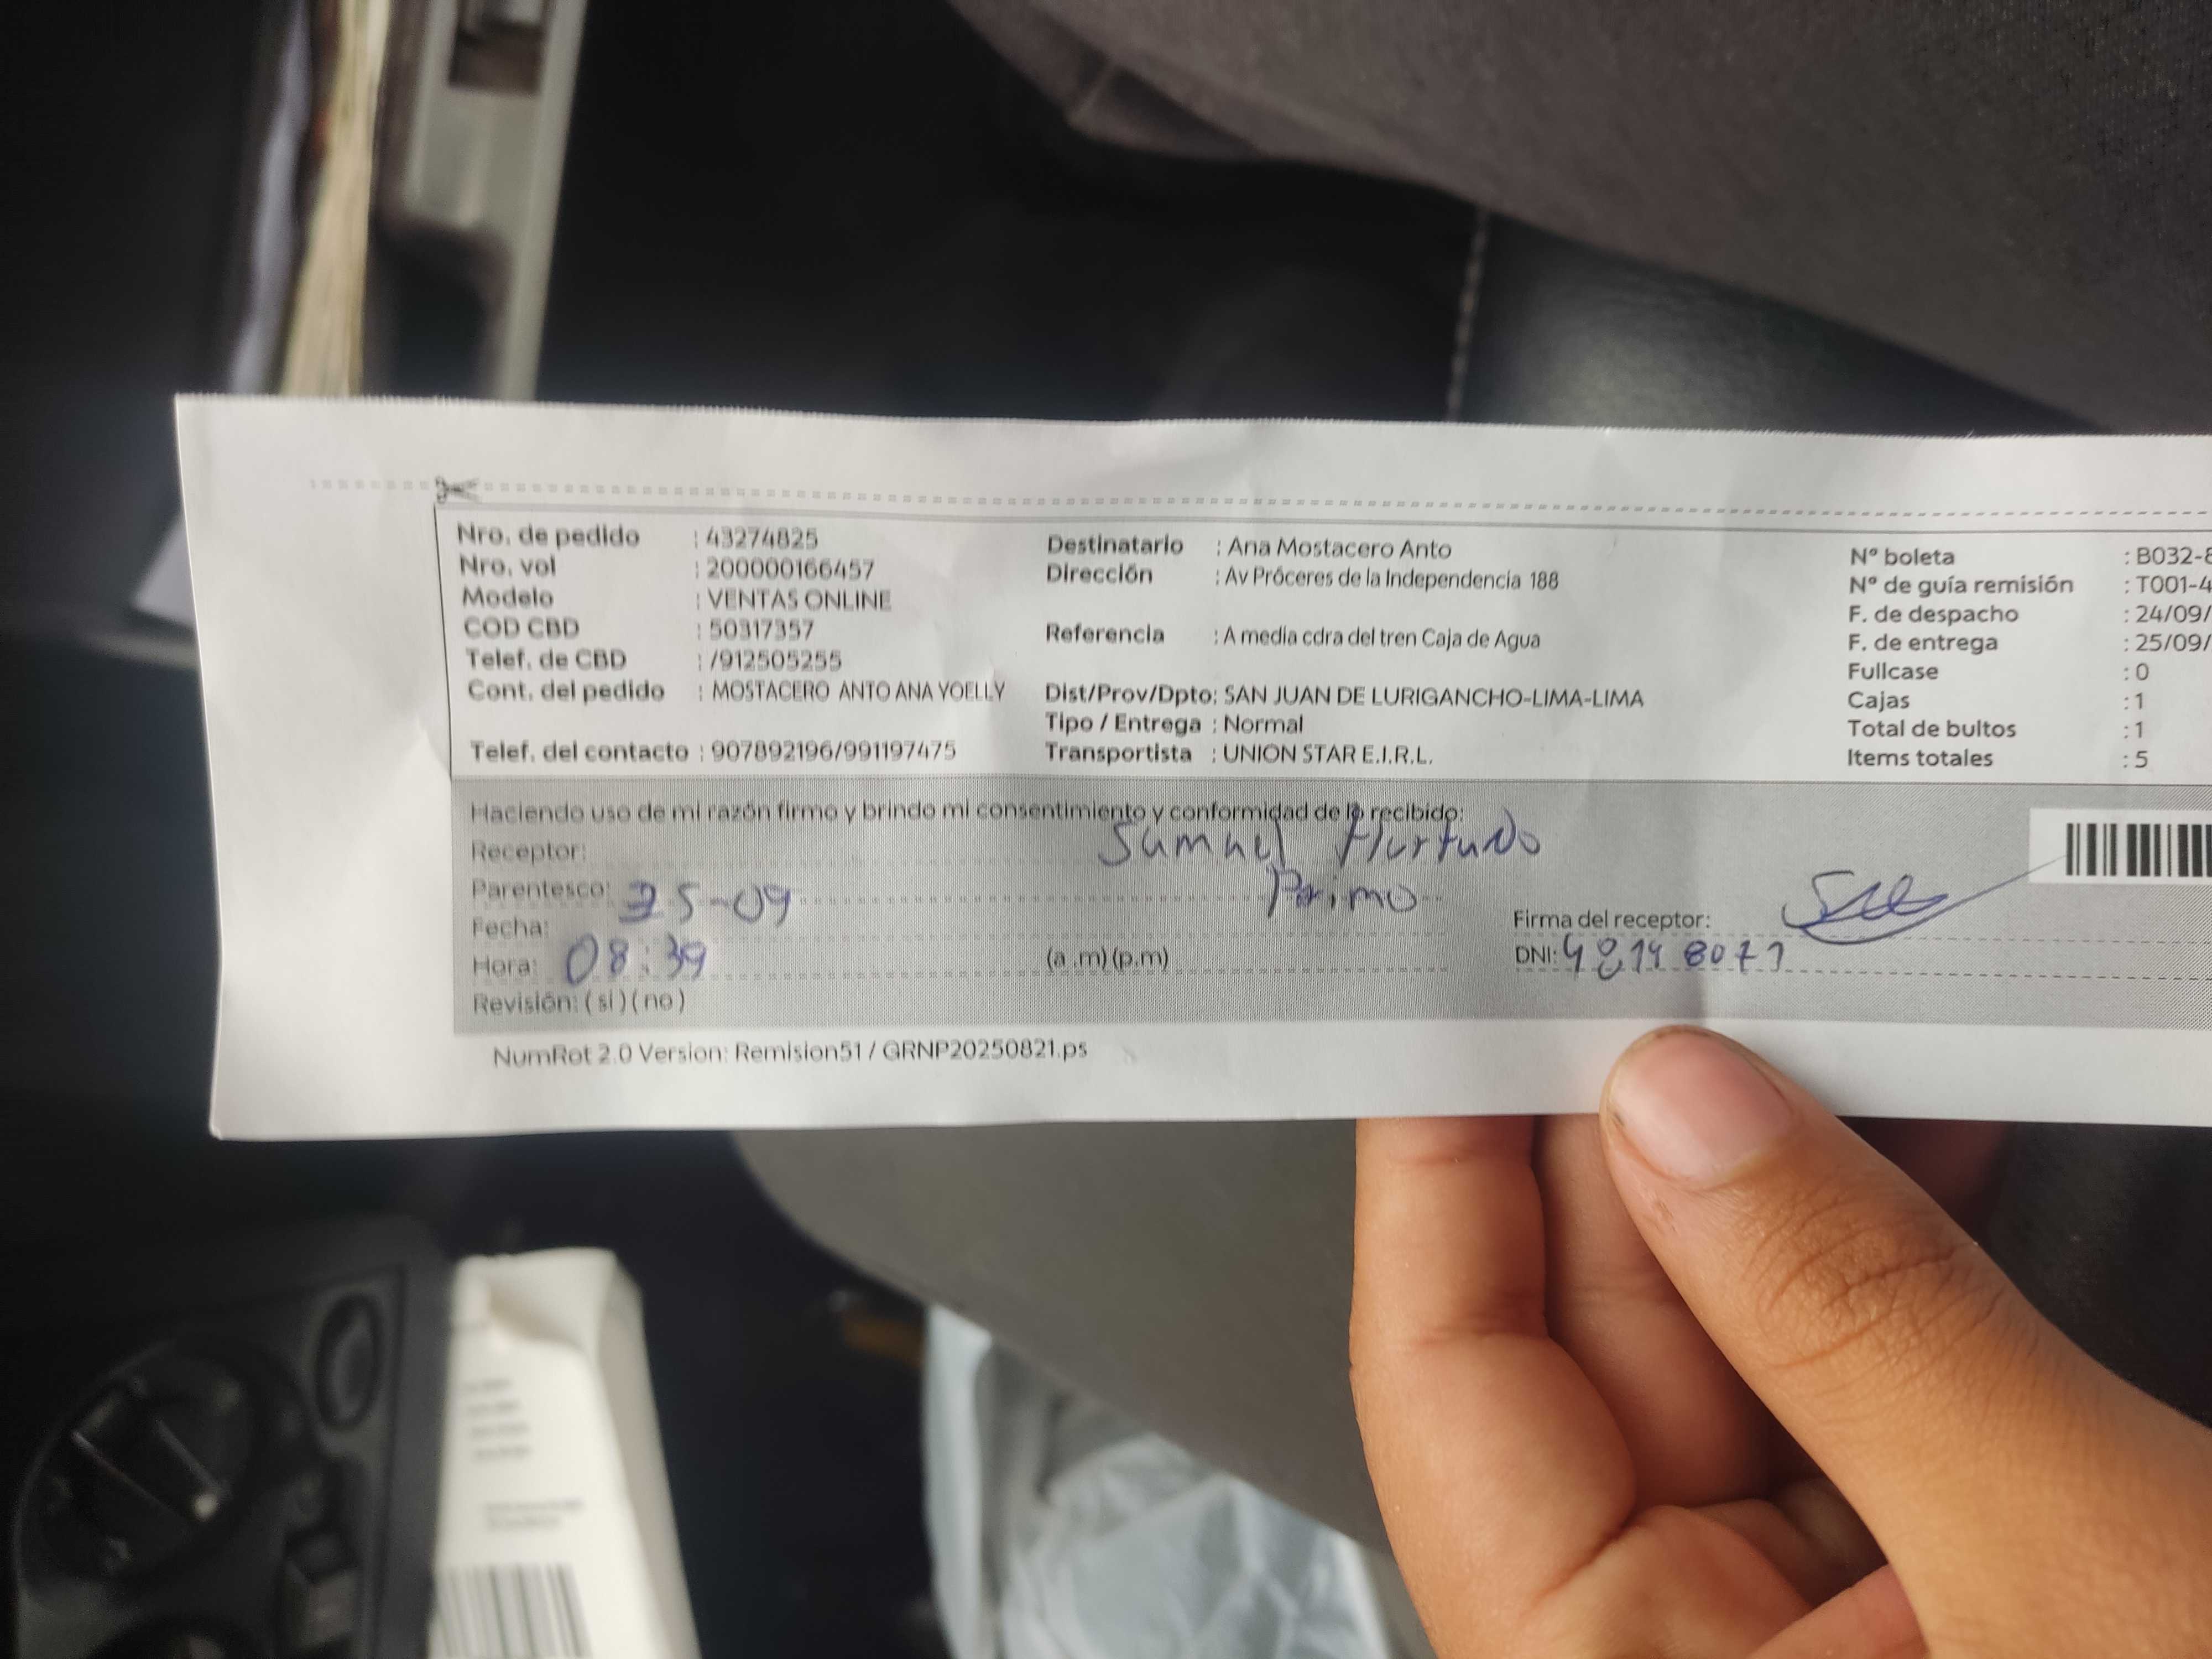 Nro. de pedido : 43274825
Nro. vol : 200000166457
Modelo : VENTAS ONLINE
COD CBD : 50317357
Telef. de CBD : /912505255
Cont. del pedido : MOSTACERO ANTO ANA YOELLY
Telef. del contacto : 907892196/991197475
Destinatario : Ana Mostacero Anto
Dirección : Av Próceres de la Independencia 188
Referencia : A media cdra del tren Caja de Agua
Dist/Prov/Dpto: SAN JUAN DE LURIGANCHO-LIMA-LIMA
Tipo / Entrega : Normal
Transportista : UNION STAR E.I.R.L.
Nº boleta : B032-8
Nº de guía remisión : T001-4
F. de despacho : 24/09/
F. de entrega : 25/09/
Fullcase : 0
Cajas : 1
Total de bultos : 1
Items totales : 5
Haciendo uso de mi razón firmo y brindo mi consentimiento y conformidad de lo recibido:
Receptor: Samuel Hurtado
Parentesco: Primo
Fecha: 25-09
Hora: 08:39 (a .m) (p.m)
Revisión: ( si ) ( no )
Firma del receptor:
DNI: 48148071
NumRot 2.0 Version: Remision51 / GRNP20250821.ps